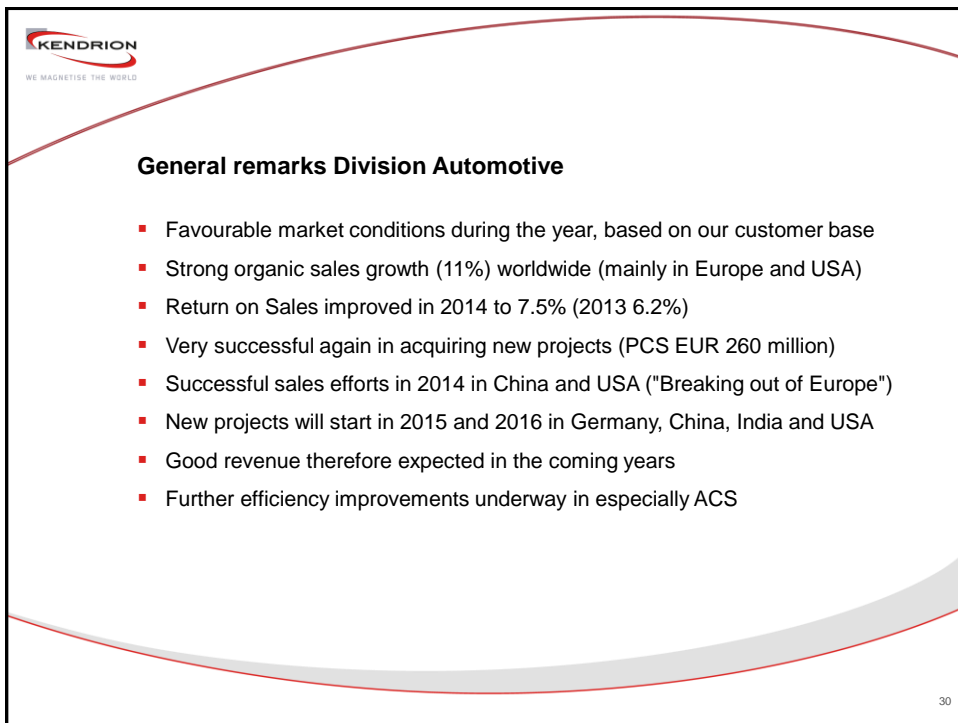 KENDRION
WE MAGNETISE THE WORLD
General remarks Division Automotive
▪ Favourable market conditions during the year, based on our customer base
▪ Strong organic sales growth (11%) worldwide (mainly in Europe and USA)
▪ Return on Sales improved in 2014 to 7.5% (2013 6.2%)
▪ Very successful again in acquiring new projects (PCS EUR 260 million)
▪ Successful sales efforts in 2014 in China and USA ("Breaking out of Europe")
▪ New projects will start in 2015 and 2016 in Germany, China, India and USA
▪ Good revenue therefore expected in the coming years
▪ Further efficiency improvements underway in especially ACS
30